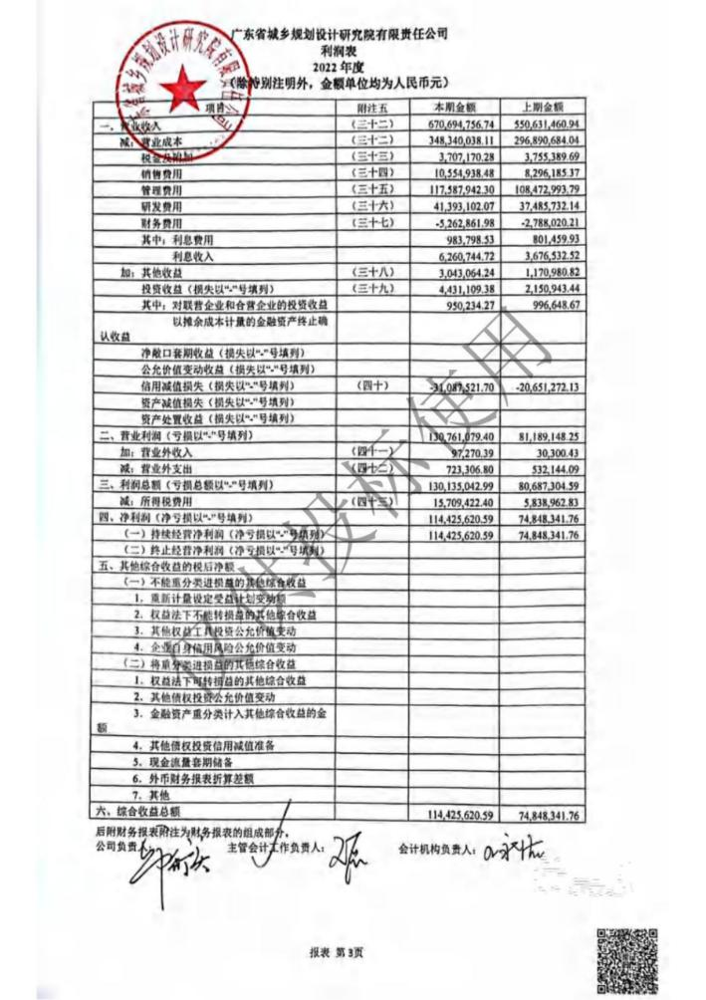 广东省城乡规划设计研究院有限责任公司
利润表
2022 年度
（除特别注明外，金额单位均为人民币元）
项目 附注五 本期金额 上期金额
一、营业收入 （三十二） 670,694,756.74 550,631,460.94
减：营业成本 （三十二） 348,340,038.11 296,890,684.04
税金及附加 （三十三） 3,707,170.28 3,755,389.69
销售费用 （三十四） 10,554,938.48 8,296,185.37
管理费用 （三十五） 117,587,942.30 108,472,993.79
研发费用 （三十六） 41,393,102.07 37,485,732.14
财务费用 （三十七） -5,262,861.98 -2,788,020.21
其中：利息费用 983,798.53 801,459.93
利息收入 6,260,744.72 3,676,532.52
加：其他收益 （三十八） 3,043,064.24 1,170,980.82
投资收益（损失以“-”号填列） （三十九） 4,431,109.38 2,150,943.44
其中：对联营企业和合营企业的投资收益 950,234.27 996,648.67
以摊余成本计量的金融资产终止确
认收益
净敞口套期收益（损失以“-”号填列）
公允价值变动收益（损失以“-”号填列）
信用减值损失（损失以“-”号填列） （四十） -31,087,521.70 -20,651,272.13
资产减值损失（损失以“-”号填列）
资产处置收益（损失以“-”号填列）
二、营业利润（亏损以“-”号填列） 130,761,079.40 81,189,148.25
加：营业外收入 （四十一） 97,270.39 30,300.43
减：营业外支出 （四十二） 723,306.80 532,144.09
三、利润总额（亏损总额以“-”号填列） 130,135,042.99 80,687,304.59
减：所得税费用 （四十三） 15,709,422.40 5,838,962.83
四、净利润（净亏损以“-”号填列） 114,425,620.59 74,848,341.76
（一）持续经营净利润（净亏损以“-”号填列） 114,425,620.59 74,848,341.76
（二）终止经营净利润（净亏损以“-”号填列）
五、其他综合收益的税后净额
（一）不能重分类进损益的其他综合收益
1．重新计量设定受益计划变动额
2．权益法下不能转损益的其他综合收益
3．其他权益工具投资公允价值变动
4．企业自身信用风险公允价值变动
（二）将重分类进损益的其他综合收益
1．权益法下可转损益的其他综合收益
2．其他债权投资公允价值变动
3．金融资产重分类计入其他综合收益的金
额
4．其他债权投资信用减值准备
5．现金流量套期储备
6．外币财务报表折算差额
7．其他
六、综合收益总额 114,425,620.59 74,848,341.76
后附财务报表附注为财务报表的组成部分。
公司负责人： 主管会计工作负责人： 会计机构负责人：
报表 第3页
仅供投标使用